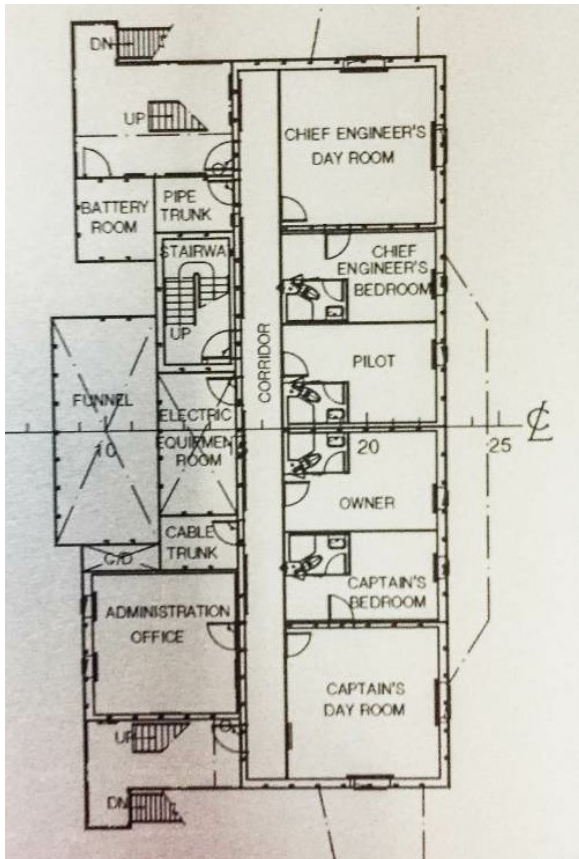 DN
UP
CHIEF ENGINEER'S
DAY ROOM
BATTERY
ROOM
PIPE
TRUNK
STAIRWA
UP
CHIEF
ENGINEER'S
BEDROOM
CORRIDOR
PILOT
FUNNEL
ELECTRIC
EQUIPMENT
ROOM
10
20
25
℄
OWNER
CABLE
TRUNK
C/D
CAPTAIN'S
BEDROOM
ADMINISTRATION
OFFICE
CAPTAIN'S
DAY ROOM
UP
DN